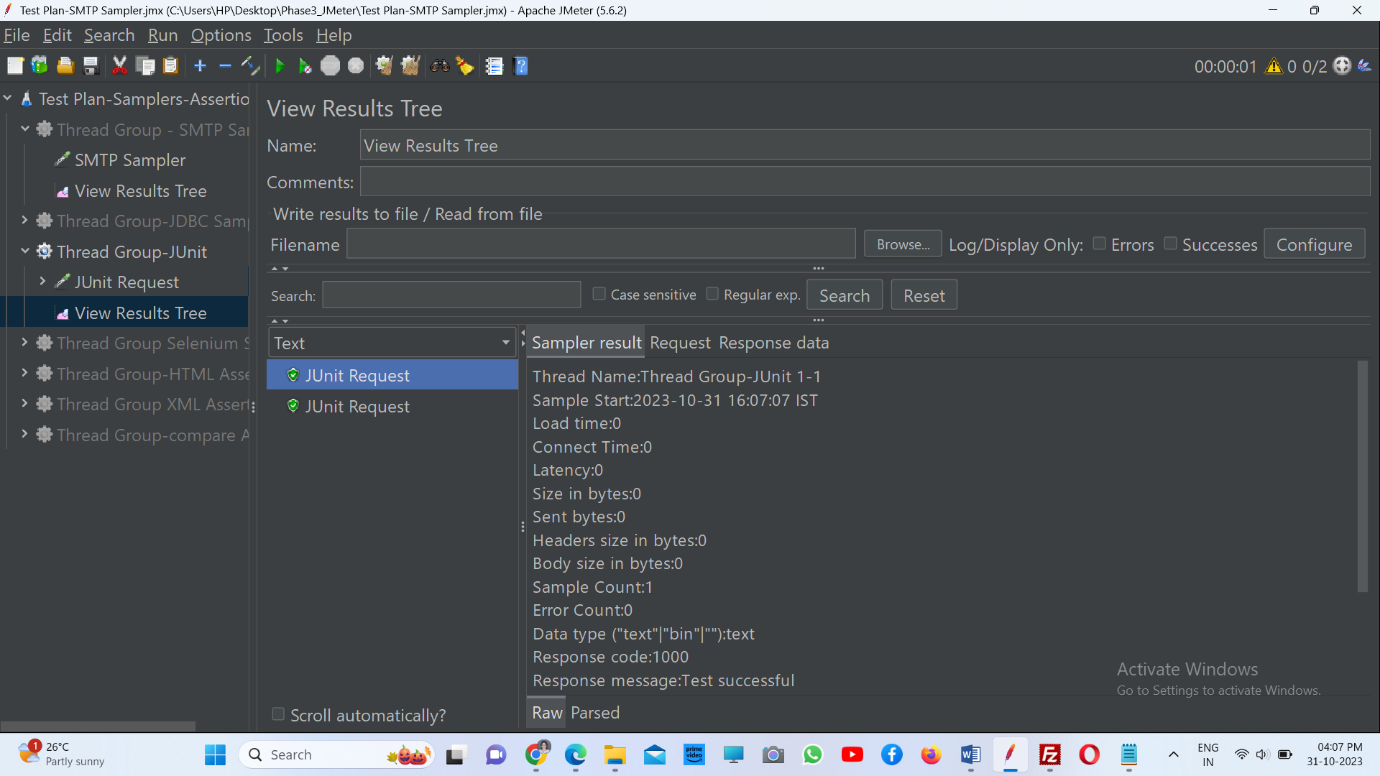 Test Plan-SMTP Sampler.jmx (C:\Users\HP\Desktop\Phase3_JMeter\Test Plan-SMTP Sampler.jmx) - Apache JMeter (5.6.2)
File Edit Search Run Options Tools Help
00:00:01 0 0/2
Test Plan-Samplers-Assertio
Thread Group - SMTP Sa
SMTP Sampler
View Results Tree
Thread Group-JDBC Sam
Thread Group-JUnit
JUnit Request
View Results Tree
Thread Group Selenium S
Thread Group-HTML Asse
Thread Group XML Assert
Thread Group-compare A
View Results Tree
Name: View Results Tree
Comments:
Write results to file / Read from file
Filename Browse... Log/Display Only: Errors Successes Configure
Search: Case sensitive Regular exp. Search Reset
Text
JUnit Request
JUnit Request
Scroll automatically?
Sampler result Request Response data
Thread Name:Thread Group-JUnit 1-1
Sample Start:2023-10-31 16:07:07 IST
Load time:0
Connect Time:0
Latency:0
Size in bytes:0
Sent bytes:0
Headers size in bytes:0
Body size in bytes:0
Sample Count:1
Error Count:0
Data type ("text"|"bin"|""):text
Response code:1000
Response message:Test successful
Raw Parsed
Activate Windows
Go to Settings to activate Windows.
1
26°C
Partly sunny
Search
prime video
ENG
IN
04:07 PM
31-10-2023